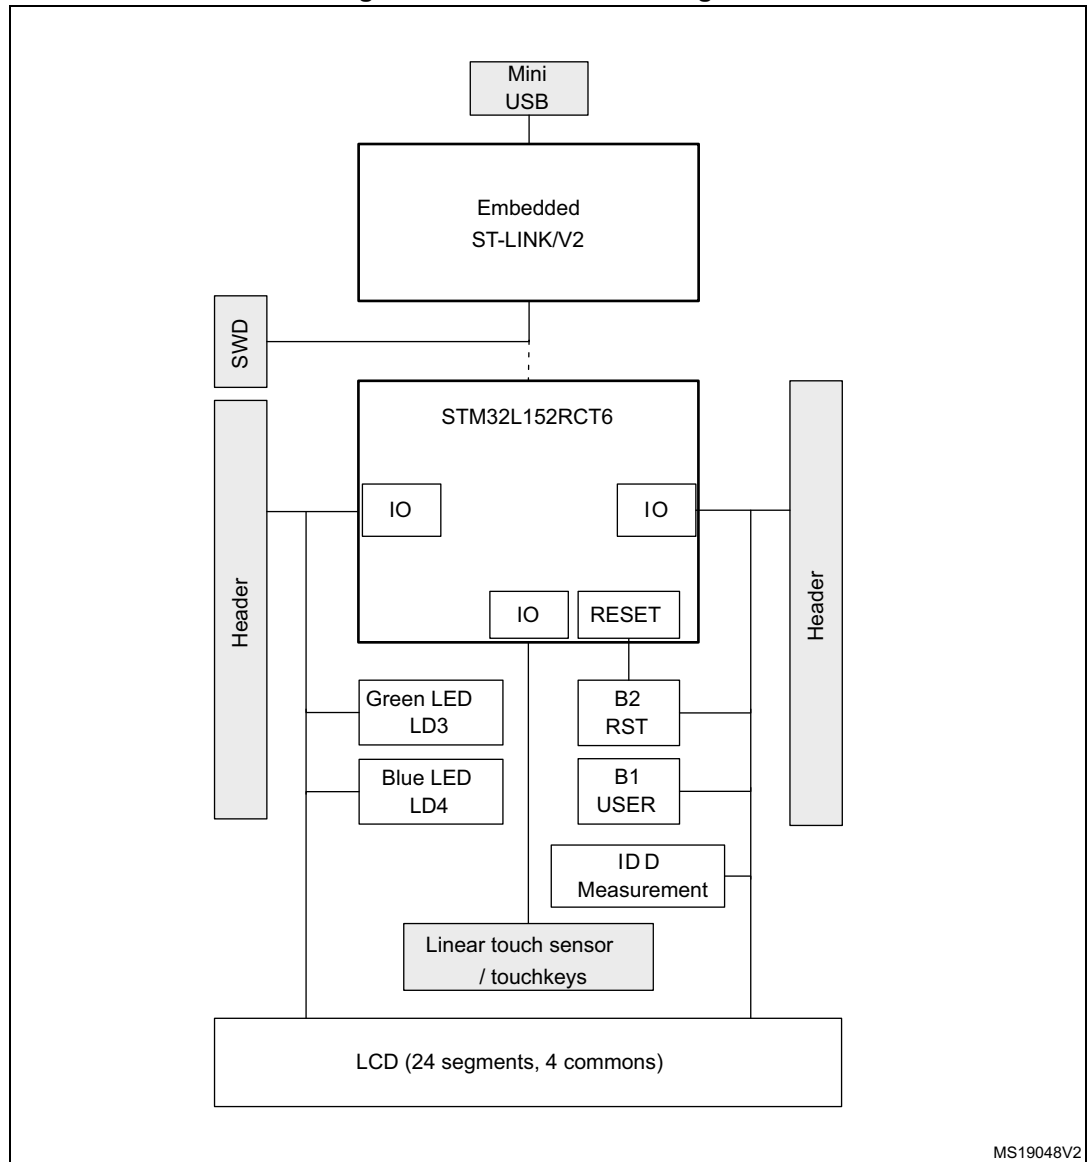 Mini
USB
Embedded
ST-LINK/V2
SWD
STM32L152RCT6
IO
IO
Header
Header
IO
RESET
Green LED
LD3
B2
RST
Blue LED
LD4
B1
USER
IDD
Measurement
Linear touch sensor
/ touchkeys
LCD (24 segments, 4 commons)
MS19048V2